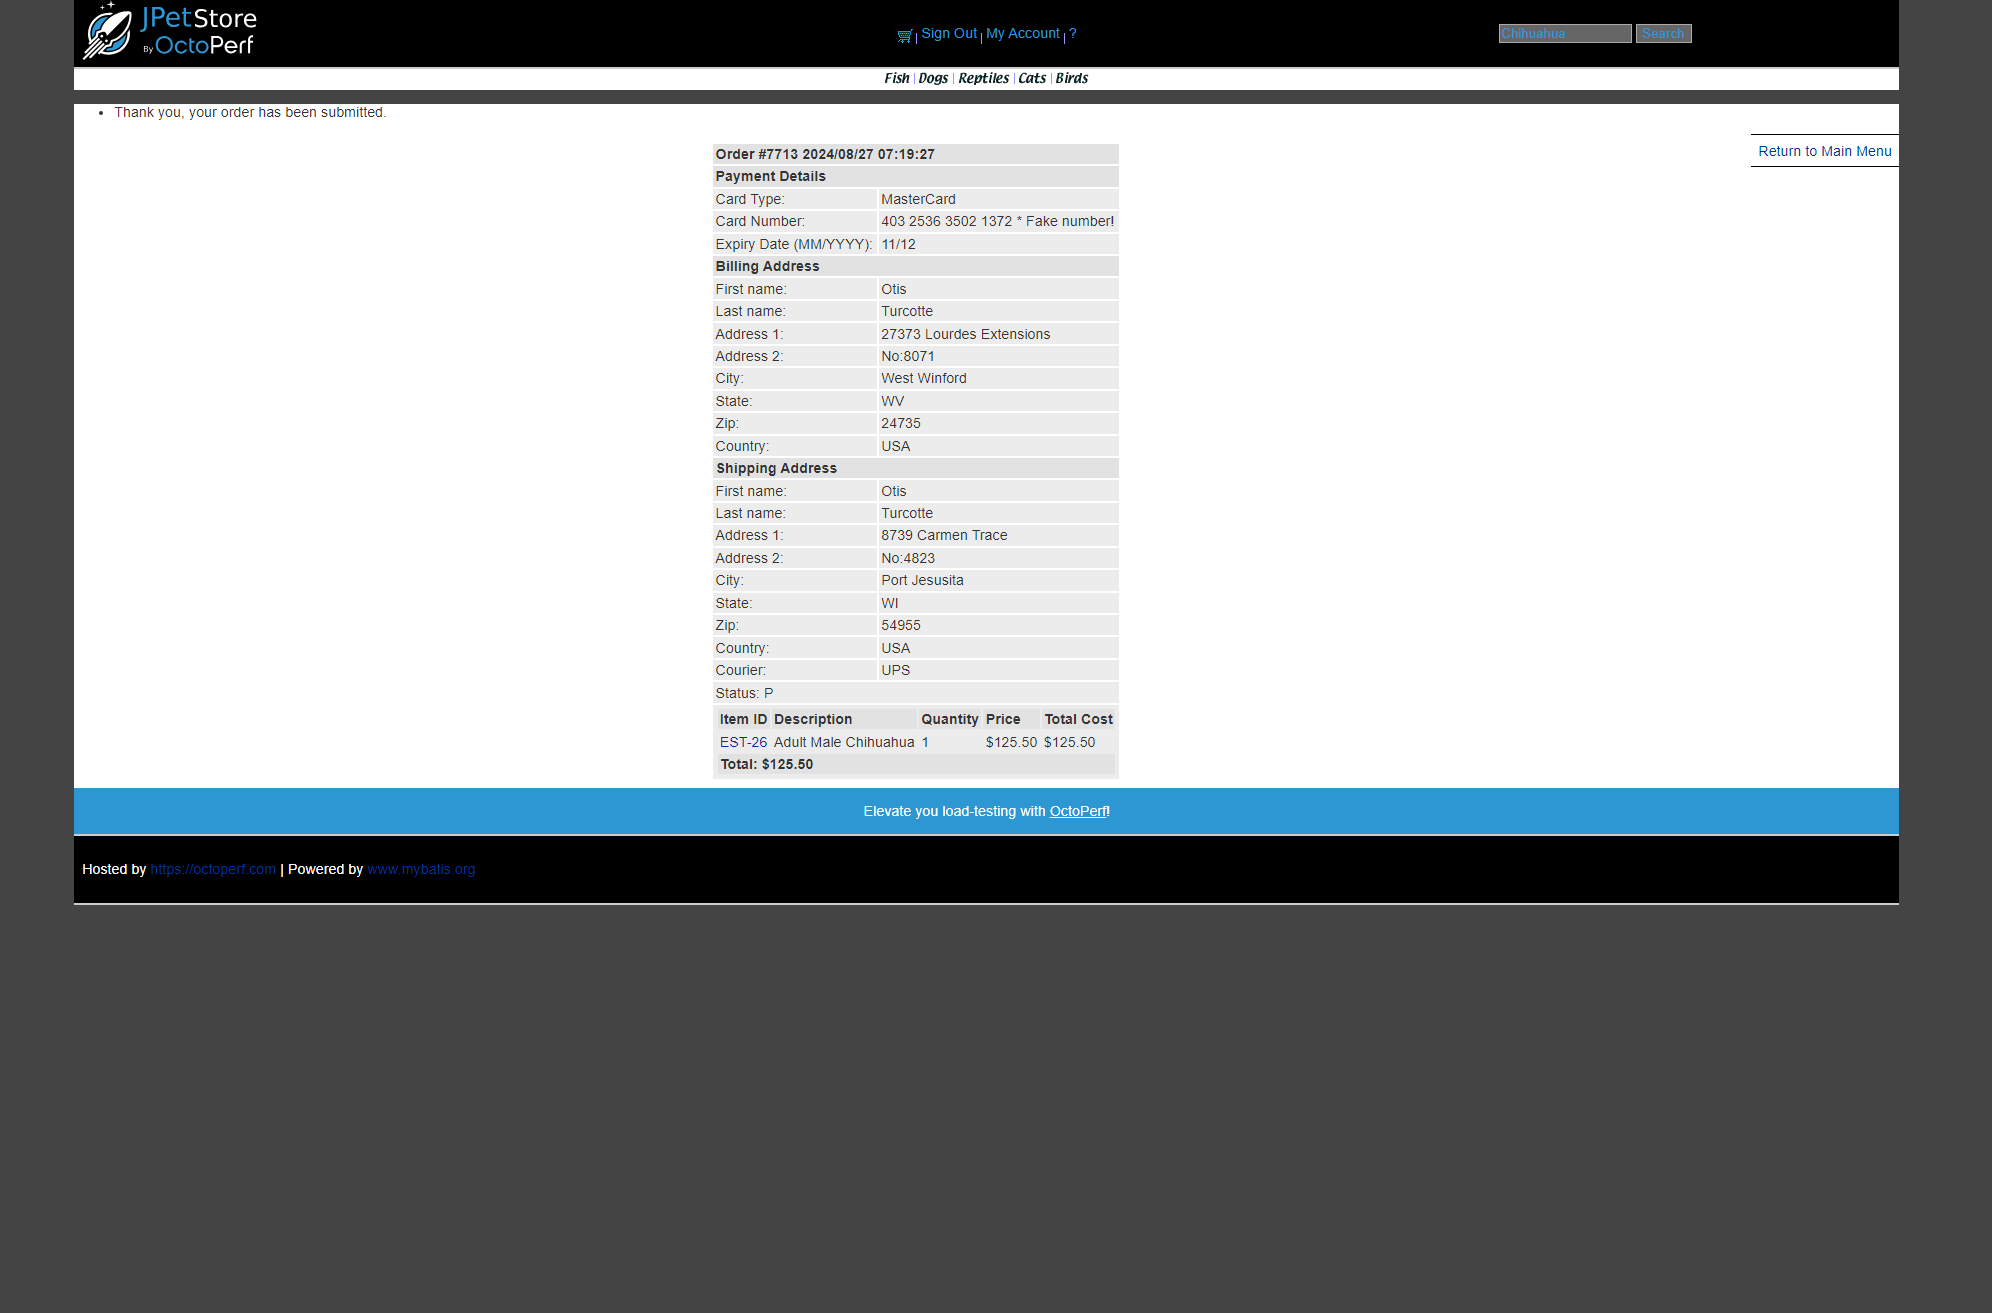 JPetStore
By OctoPerf
Sign Out
My Account
?
Chihuahua
Search
Fish | Dogs | Reptiles | Cats | Birds
Thank you, your order has been submitted.
Return to Main Menu
Order #7713 2024/08/27 07:19:27
Payment Details
Card Type: MasterCard
Card Number: 403 2536 3502 1372 * Fake number!
Expiry Date (MM/YYYY): 11/12
Billing Address
First name: Otis
Last name: Turcotte
Address 1: 27373 Lourdes Extensions
Address 2: No:8071
City: West Winford
State: WV
Zip: 24735
Country: USA
Shipping Address
First name: Otis
Last name: Turcotte
Address 1: 8739 Carmen Trace
Address 2: No:4823
City: Port Jesusita
State: WI
Zip: 54955
Country: USA
Courier: UPS
Status: P
Item ID Description Quantity Price Total Cost
EST-26 Adult Male Chihuahua 1 $125.50 $125.50
Total: $125.50
Elevate you load-testing with OctoPerf!
Hosted by https://octoperf.com | Powered by www.mybatis.org